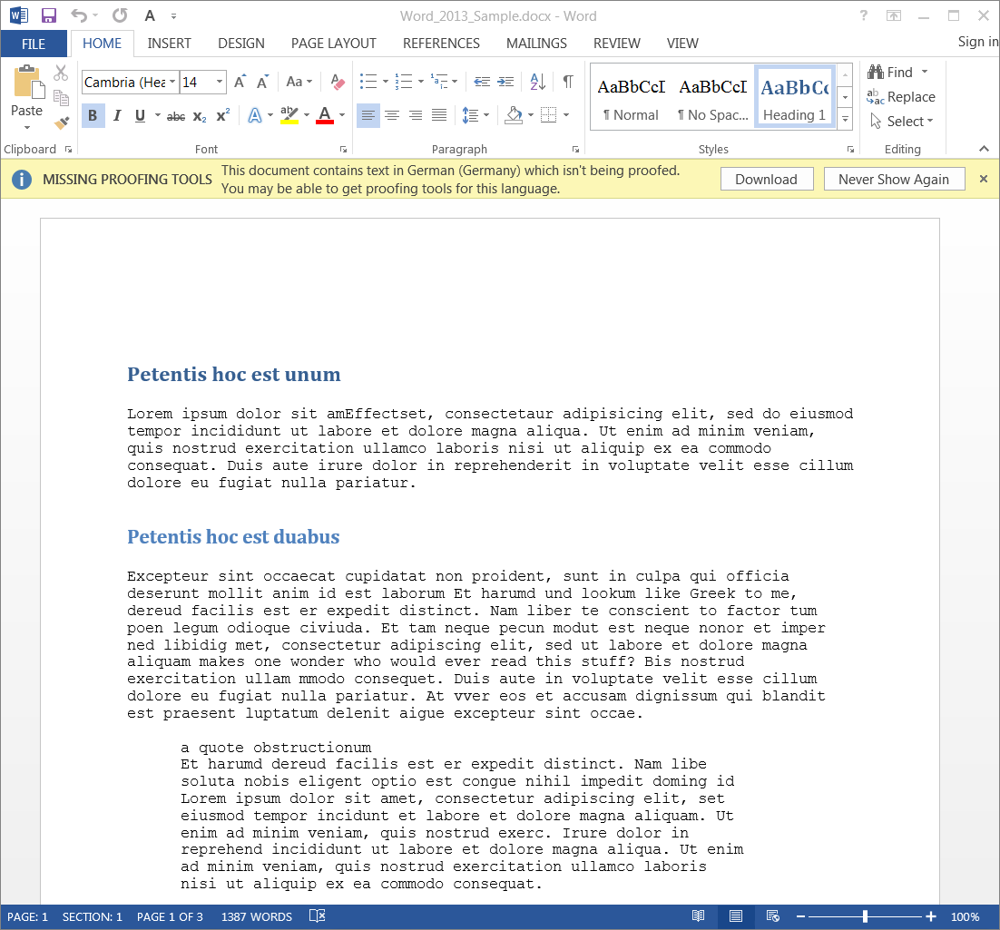 Word_2013_Sample.docx - Word
FILE HOME INSERT DESIGN PAGE LAYOUT REFERENCES MAILINGS REVIEW VIEW Sign in
Paste
Cambria (Hea 14 Aa
B I U abc X₂ X² A ab A
AaBbCcI AaBbCcI AaBbCc
¶ Normal ¶ No Spac... Heading 1
Find
Replace
Select
Clipboard Font Paragraph Styles Editing
MISSING PROOFING TOOLS
This document contains text in German (Germany) which isn't being proofed.
You may be able to get proofing tools for this language.
Download Never Show Again
Petentis hoc est unum
Lorem ipsum dolor sit amEffectset, consectetaur adipisicing elit, sed do eiusmod
tempor incididunt ut labore et dolore magna aliqua. Ut enim ad minim veniam,
quis nostrud exercitation ullamco laboris nisi ut aliquip ex ea commodo
consequat. Duis aute irure dolor in reprehenderit in voluptate velit esse cillum
dolore eu fugiat nulla pariatur.
Petentis hoc est duabus
Excepteur sint occaecat cupidatat non proident, sunt in culpa qui officia
deserunt mollit anim id est laborum Et harumd und lookum like Greek to me,
dereud facilis est er expedit distinct. Nam liber te conscient to factor tum
poen legum odioque civiuda. Et tam neque pecun modut est neque nonor et imper
ned libidig met, consectetur adipiscing elit, sed ut labore et dolore magna
aliquam makes one wonder who would ever read this stuff? Bis nostrud
exercitation ullam mmodo consequet. Duis aute in voluptate velit esse cillum
dolore eu fugiat nulla pariatur. At vver eos et accusam dignissum qui blandit
est praesent luptatum delenit aigue excepteur sint occae.
a quote obstructionum
Et harumd dereud facilis est er expedit distinct. Nam libe
soluta nobis eligent optio est congue nihil impedit doming id
Lorem ipsum dolor sit amet, consectetur adipiscing elit, set
eiusmod tempor incidunt et labore et dolore magna aliquam. Ut
enim ad minim veniam, quis nostrud exerc. Irure dolor in
reprehend incididunt ut labore et dolore magna aliqua. Ut enim
ad minim veniam, quis nostrud exercitation ullamco laboris
nisi ut aliquip ex ea commodo consequat.
PAGE: 1 SECTION: 1 PAGE 1 OF 3 1387 WORDS 100%